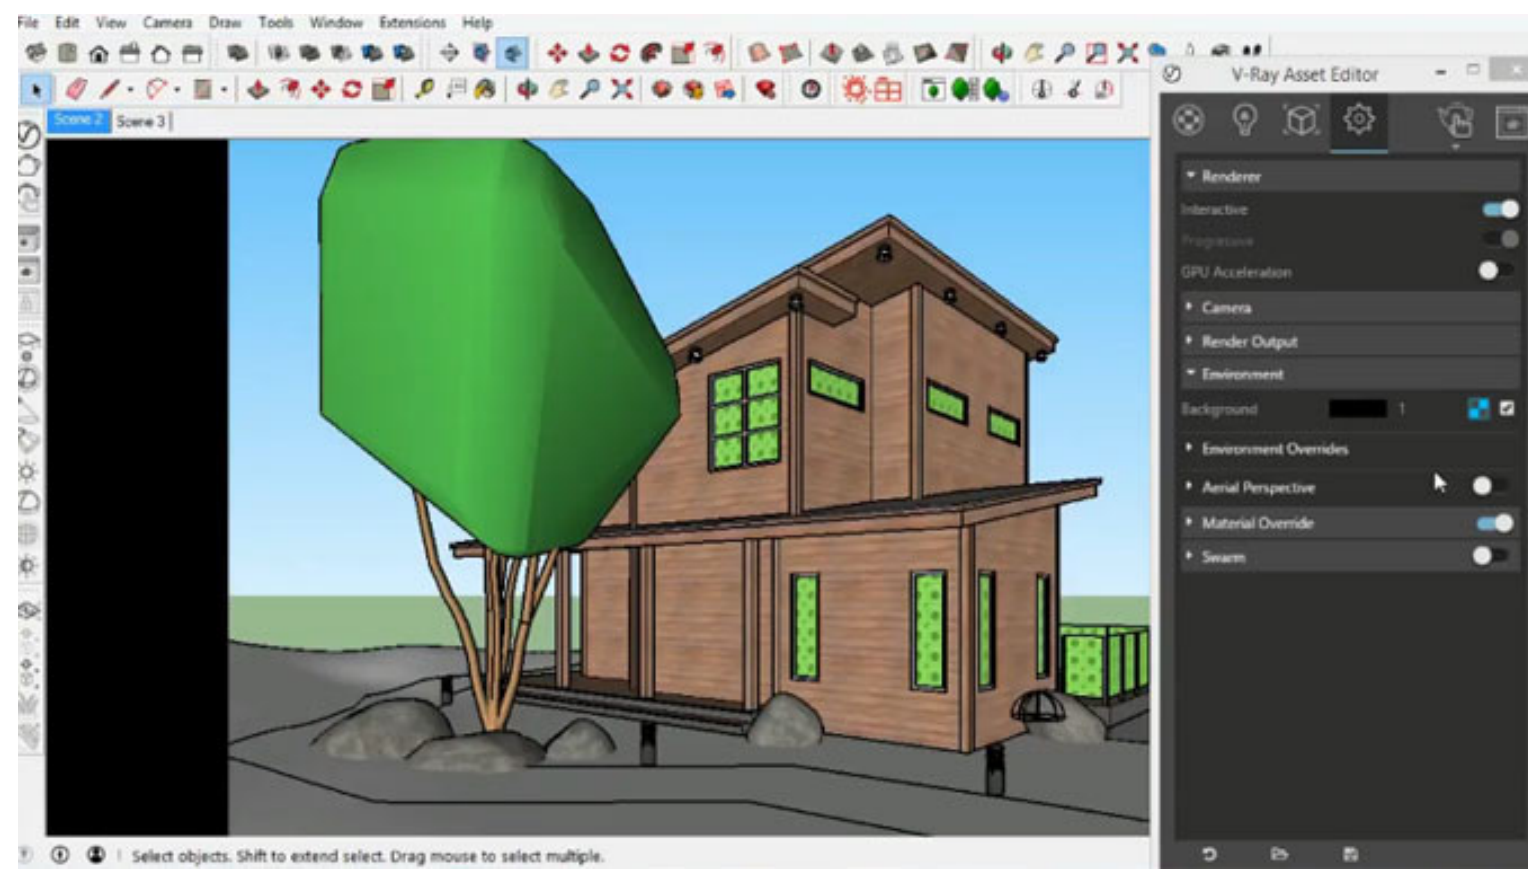 File Edit View Camera Draw Tools Window Extensions Help
V-Ray Asset Editor
Scene 2 Scene 3
Renderer
Interactive
Progressive
GPU Acceleration
Camera
Render Output
Environment
Background 1
Environment Overrides
Aerial Perspective
Material Override
Swarm
Select objects. Shift to extend select. Drag mouse to select multiple.